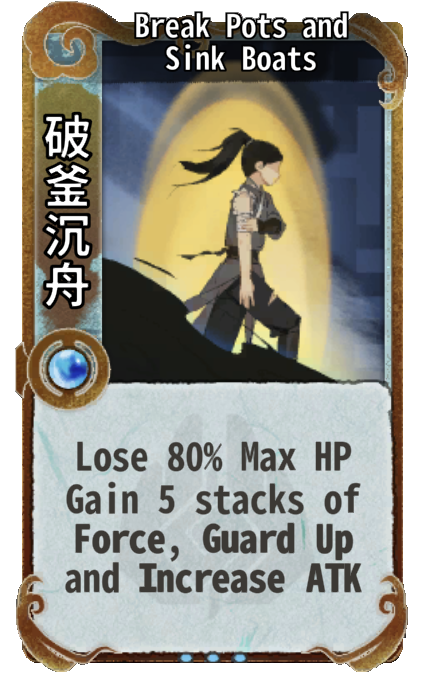 Break Pots and
Sink Boats
破釜沉舟
Lose 80% Max HP
Gain 5 stacks of
Force, Guard Up
and Increase ATK